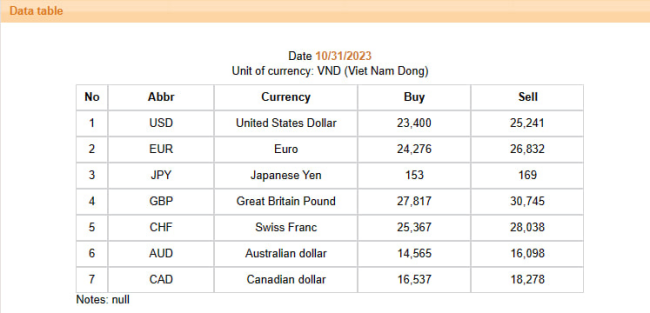 Data table
Date 10/31/2023
Unit of currency: VND (Viet Nam Dong)
No Abbr Currency Buy Sell
1 USD United States Dollar 23,400 25,241
2 EUR Euro 24,276 26,832
3 JPY Japanese Yen 153 169
4 GBP Great Britain Pound 27,817 30,745
5 CHF Swiss Franc 25,367 28,038
6 AUD Australian dollar 14,565 16,098
7 CAD Canadian dollar 16,537 18,278
Notes: null